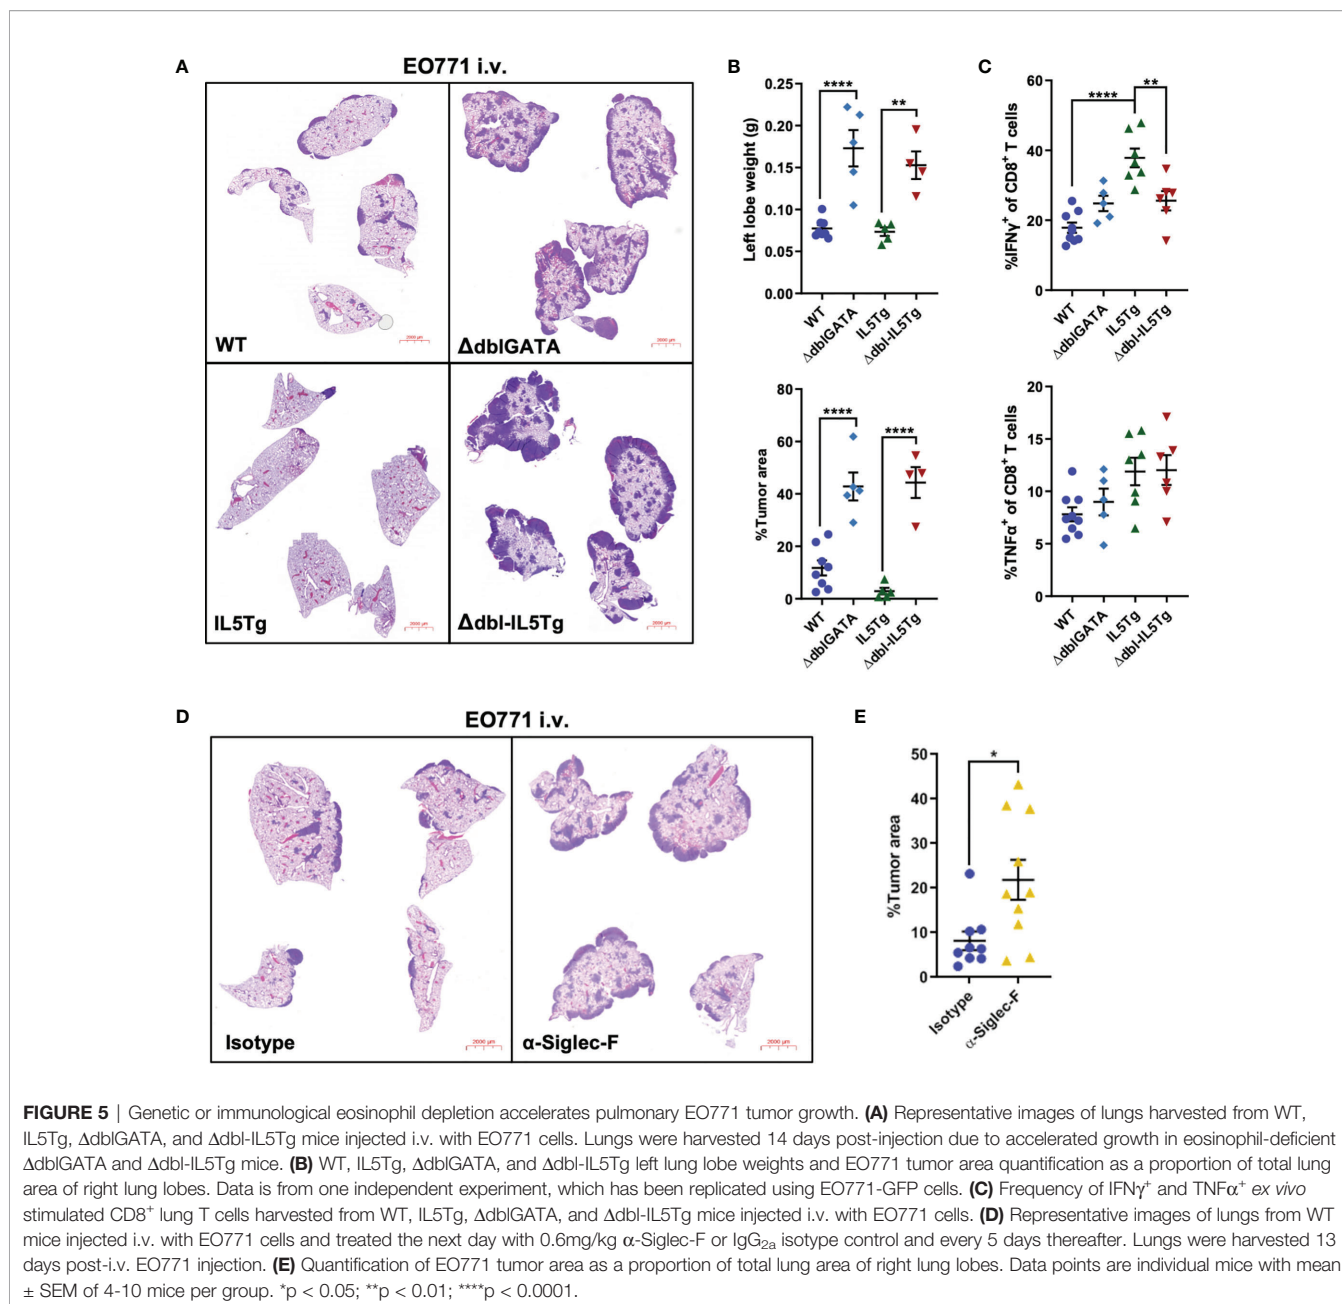 A
EO771 i.v.
WT
2000 µm
ΔdblGATA
2000 µm
IL5Tg
2000 µm
Δdbl-IL5Tg
2000 µm
B
Left lobe weight (g)
0.25
0.20
0.15
0.10
0.05
0.00
****
**
WT
ΔdblGATA
IL5Tg
Δdbl-IL5Tg
%Tumor area
80
60
40
20
0
****
****
WT
ΔdblGATA
IL5Tg
Δdbl-IL5Tg
C
%IFNγ⁺ of CD8⁺ T cells
60
40
20
0
****
**
WT
ΔdblGATA
IL5Tg
Δdbl-IL5Tg
%TNFα⁺ of CD8⁺ T cells
20
15
10
5
0
WT
ΔdblGATA
IL5Tg
Δdbl-IL5Tg
D
EO771 i.v.
Isotype
2000 µm
α-Siglec-F
2000 µm
E
%Tumor area
50
40
30
20
10
0
*
Isotype
α-Siglec-F
FIGURE 5 | Genetic or immunological eosinophil depletion accelerates pulmonary EO771 tumor growth. (A) Representative images of lungs harvested from WT,
IL5Tg, ΔdblGATA, and Δdbl-IL5Tg mice injected i.v. with EO771 cells. Lungs were harvested 14 days post-injection due to accelerated growth in eosinophil-deficient
ΔdblGATA and Δdbl-IL5Tg mice. (B) WT, IL5Tg, ΔdblGATA, and Δdbl-IL5Tg left lung lobe weights and EO771 tumor area quantification as a proportion of total lung
area of right lung lobes. Data is from one independent experiment, which has been replicated using EO771-GFP cells. (C) Frequency of IFNγ⁺ and TNFα⁺ ex vivo
stimulated CD8⁺ lung T cells harvested from WT, IL5Tg, ΔdblGATA, and Δdbl-IL5Tg mice injected i.v. with EO771 cells. (D) Representative images of lungs from WT
mice injected i.v. with EO771 cells and treated the next day with 0.6mg/kg α-Siglec-F or IgG₂ₐ isotype control and every 5 days thereafter. Lungs were harvested 13
days post-i.v. EO771 injection. (E) Quantification of EO771 tumor area as a proportion of total lung area of right lung lobes. Data points are individual mice with mean
± SEM of 4-10 mice per group. *p < 0.05; **p < 0.01; ****p < 0.0001.